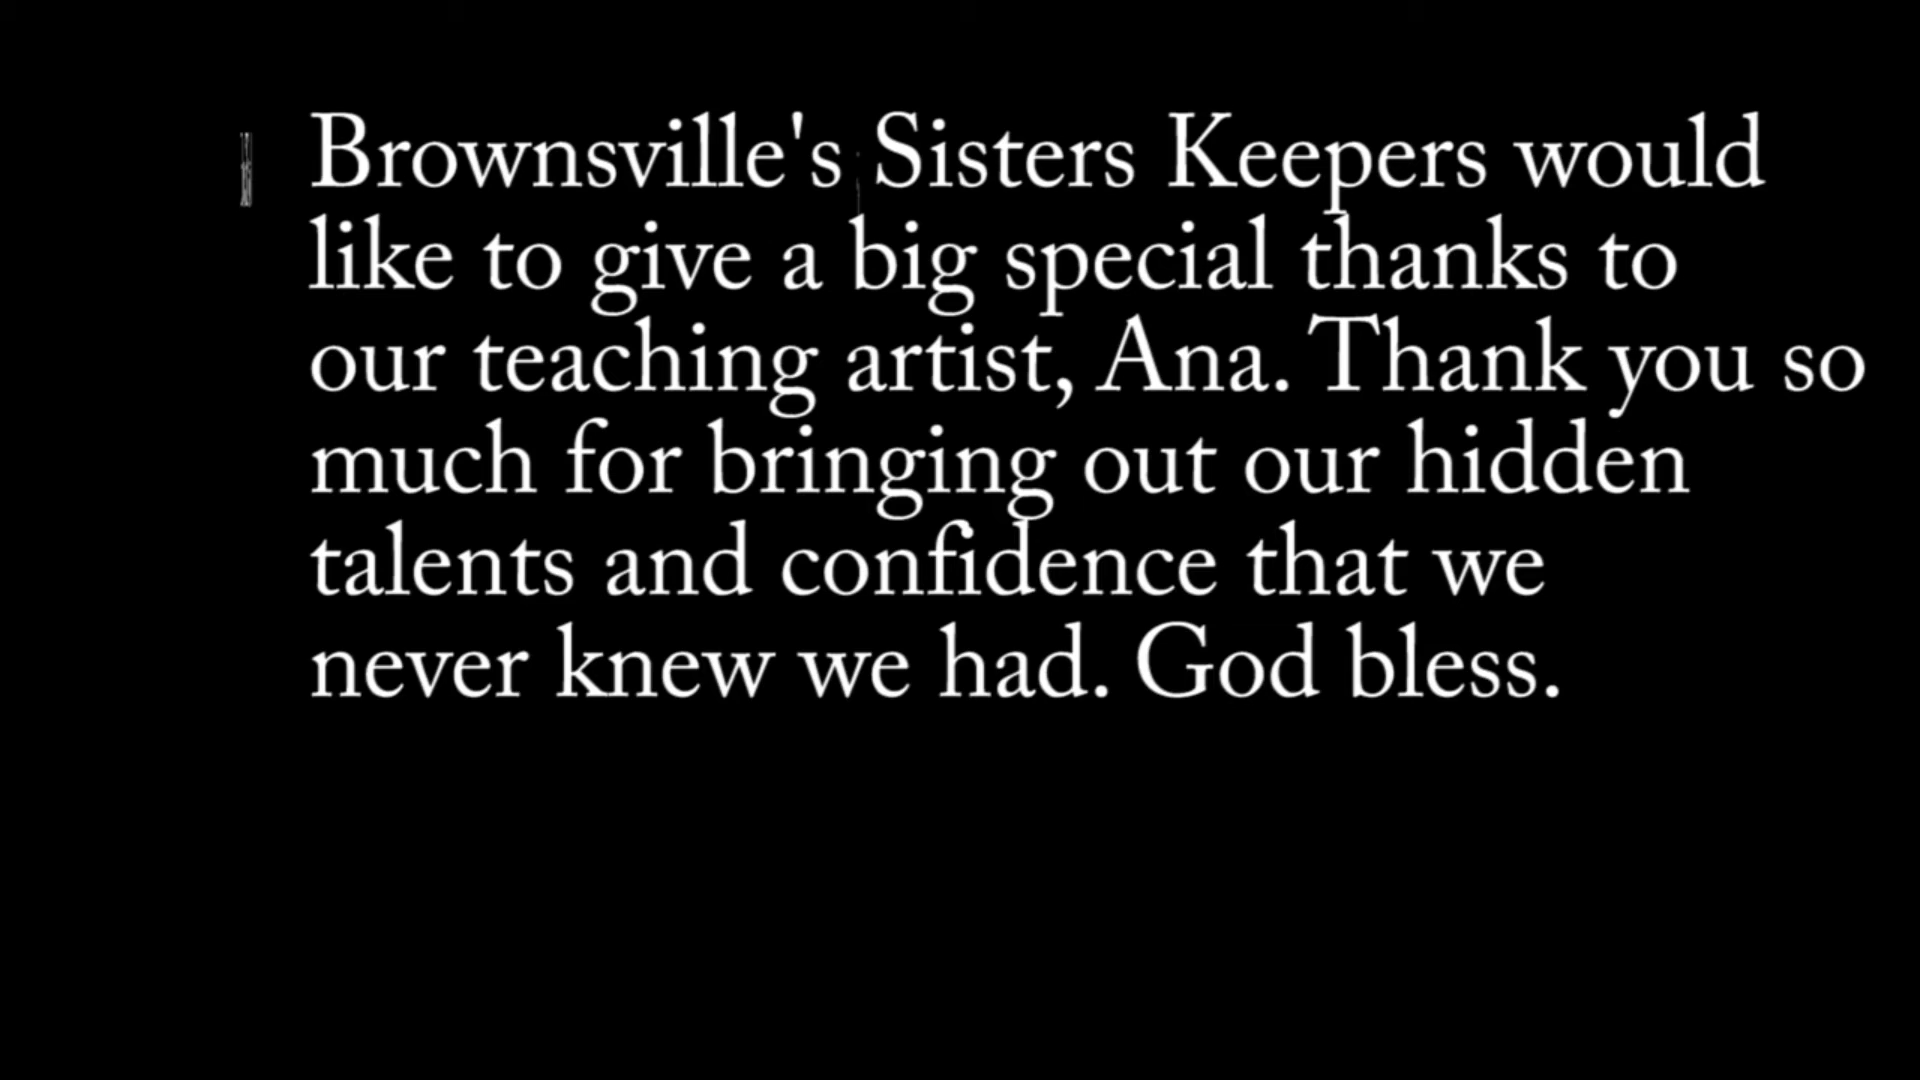 Brownsville's Sisters Keepers would
like to give a big special thanks to
our teaching artist, Ana. Thank you so
much for bringing out our hidden
talents and confidence that we
never knew we had. God bless.